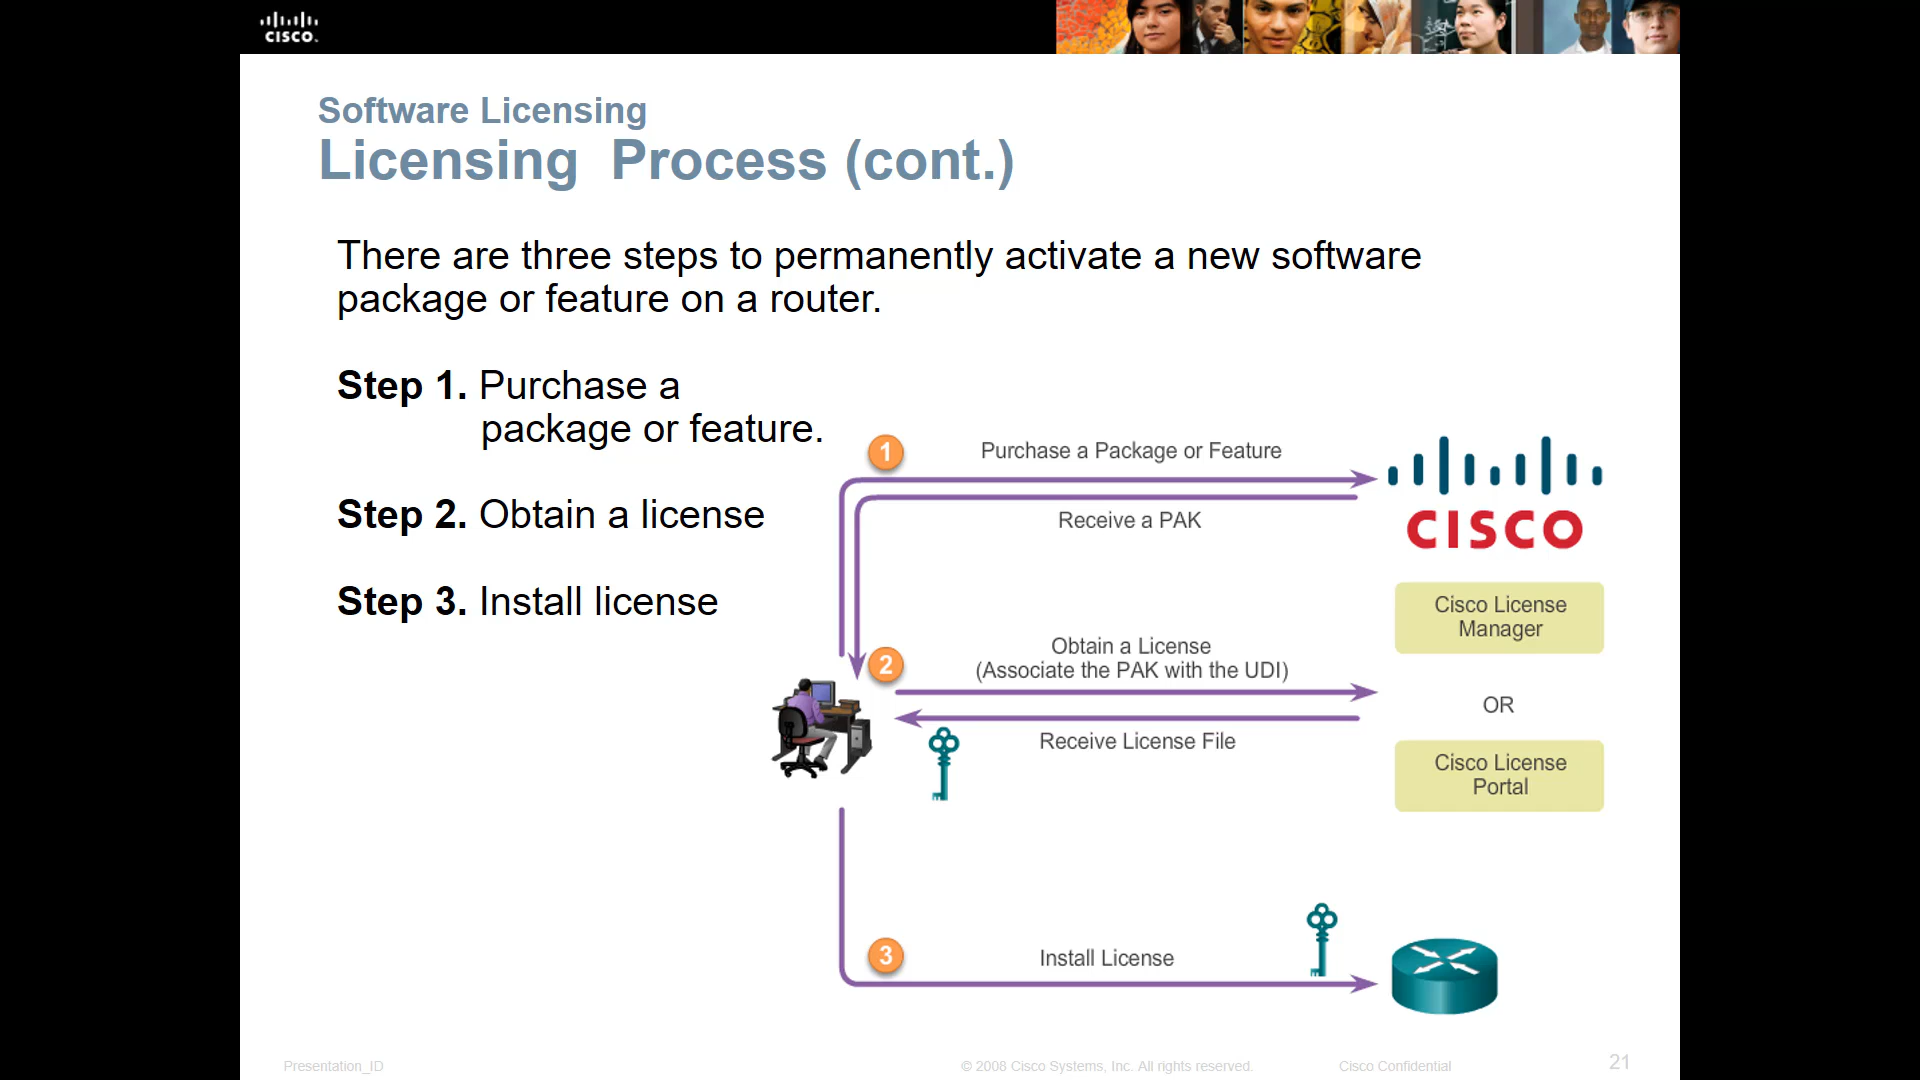 CISCO.
Software Licensing
Licensing Process (cont.)
There are three steps to permanently activate a new software
package or feature on a router.
Step 1. Purchase a
package or feature.
Step 2. Obtain a license
Step 3. Install license
1
Purchase a Package or Feature
Receive a PAK
CISCO
Cisco License
Manager
2
Obtain a License
(Associate the PAK with the UDI)
OR
Receive License File
Cisco License
Portal
3
Install License
Presentation_ID
© 2008 Cisco Systems, Inc. All rights reserved.
Cisco Confidential
21